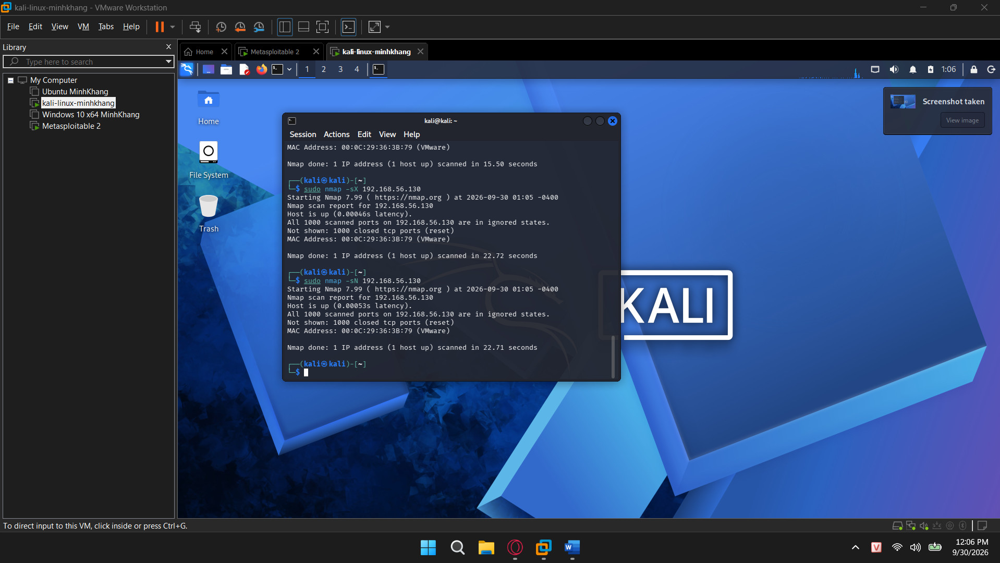 kali-linux-minhkhang - VMware Workstation
File Edit View VM Tabs Help
Library
Type here to search
My Computer
Ubuntu MinhKhang
kali-linux-minhkhang
Windows 10 x64 MinhKhang
Metasploitable 2
Home Metasploitable 2 kali-linux-minhkhang
1 2 3 4 1:06
Home
File System
Trash
Screenshot taken
View image
kali@kali: ~
Session Actions Edit View Help
MAC Address: 00:0C:29:36:3B:79 (VMware)
Nmap done: 1 IP address (1 host up) scanned in 15.50 seconds
┌──(kali㉿kali)-[~]
└─$ sudo nmap -sX 192.168.56.130
Starting Nmap 7.99 ( https://nmap.org ) at 2026-09-30 01:05 -0400
Nmap scan report for 192.168.56.130
Host is up (0.00046s latency).
All 1000 scanned ports on 192.168.56.130 are in ignored states.
Not shown: 1000 closed tcp ports (reset)
MAC Address: 00:0C:29:36:3B:79 (VMware)
Nmap done: 1 IP address (1 host up) scanned in 22.72 seconds
┌──(kali㉿kali)-[~]
└─$ sudo nmap -sN 192.168.56.130
Starting Nmap 7.99 ( https://nmap.org ) at 2026-09-30 01:05 -0400
Nmap scan report for 192.168.56.130
Host is up (0.00053s latency).
All 1000 scanned ports on 192.168.56.130 are in ignored states.
Not shown: 1000 closed tcp ports (reset)
MAC Address: 00:0C:29:36:3B:79 (VMware)
Nmap done: 1 IP address (1 host up) scanned in 22.71 seconds
┌──(kali㉿kali)-[~]
└─$
KALI
To direct input to this VM, click inside or press Ctrl+G.
W
V
12:06 PM
9/30/2026